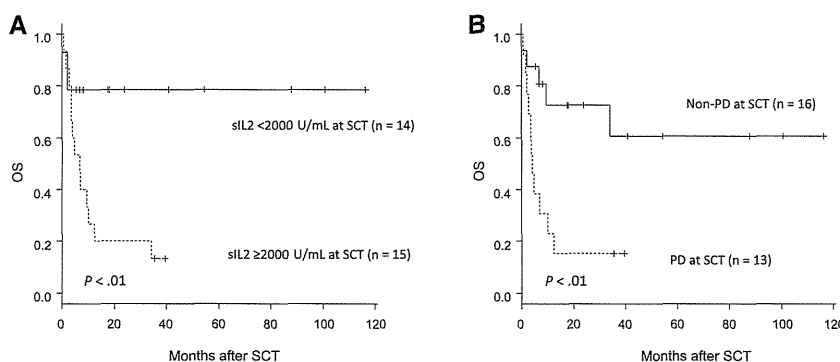 A
1.0
0.8
0.6
0.4
0.2
0.0
OS
sIL2 <2000 U/mL at SCT (n = 14)
sIL2 ≥2000 U/mL at SCT (n = 15)
P < .01
0 20 40 60 80 100 120
Months after SCT
B
1.0
0.8
0.6
0.4
0.2
0.0
OS
Non-PD at SCT (n = 16)
PD at SCT (n = 13)
P < .01
0 20 40 60 80 100 120
Months after SCT